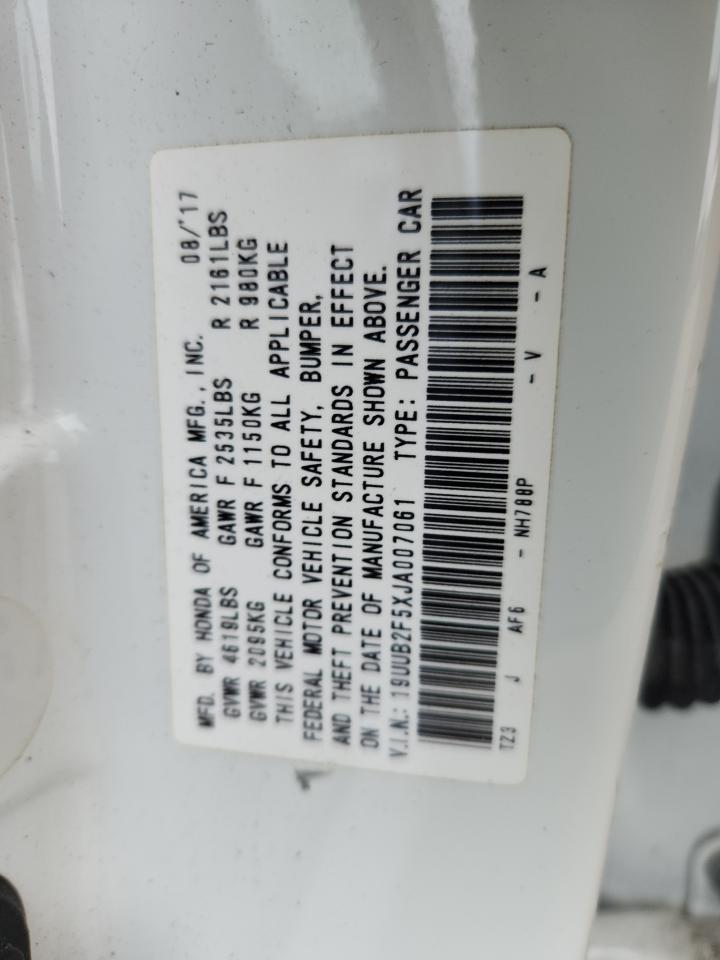 MFD. BY HONDA OF AMERICA MFG., INC. 08/'17
GVWR 4619LBS GAWR F 2535LBS R 2161LBS
GVWR 2095KG GAWR F 1150KG R 980KG
THIS VEHICLE CONFORMS TO ALL APPLICABLE
FEDERAL MOTOR VEHICLE SAFETY, BUMPER,
AND THEFT PREVENTION STANDARDS IN EFFECT
ON THE DATE OF MANUFACTURE SHOWN ABOVE.
V.I.N.: 19UUB2F5XJA007061 TYPE: PASSENGER CAR
TZ3 J AF6 - NH788P - V - A